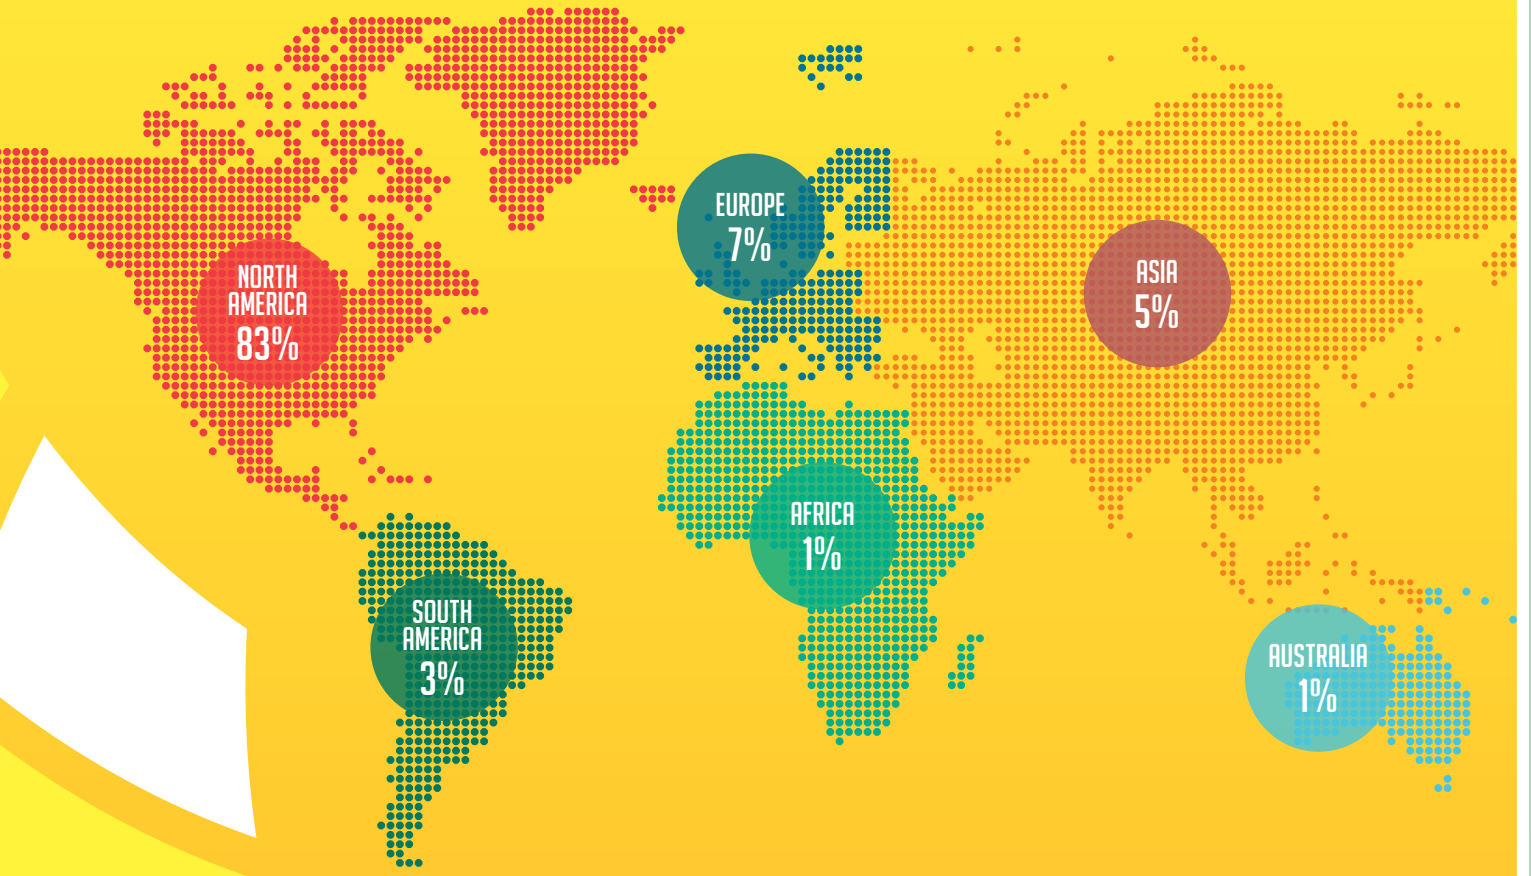 EUROPE
7%
NORTH
AMERICA
83%
ASIA
5%
AFRICA
1%
SOUTH
AMERICA
3%
AUSTRALIA
1%